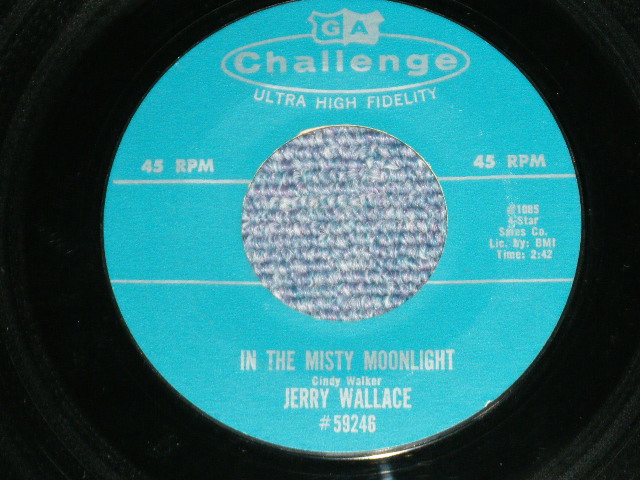 GA
Challenge
ULTRA HIGH FIDELITY
45 RPM
45 RPM
#1085
4-Star
Sales Co.
Lic. by: BMI
Time: 2:42
IN THE MISTY MOONLIGHT
Cindy Walker
JERRY WALLACE
#59246